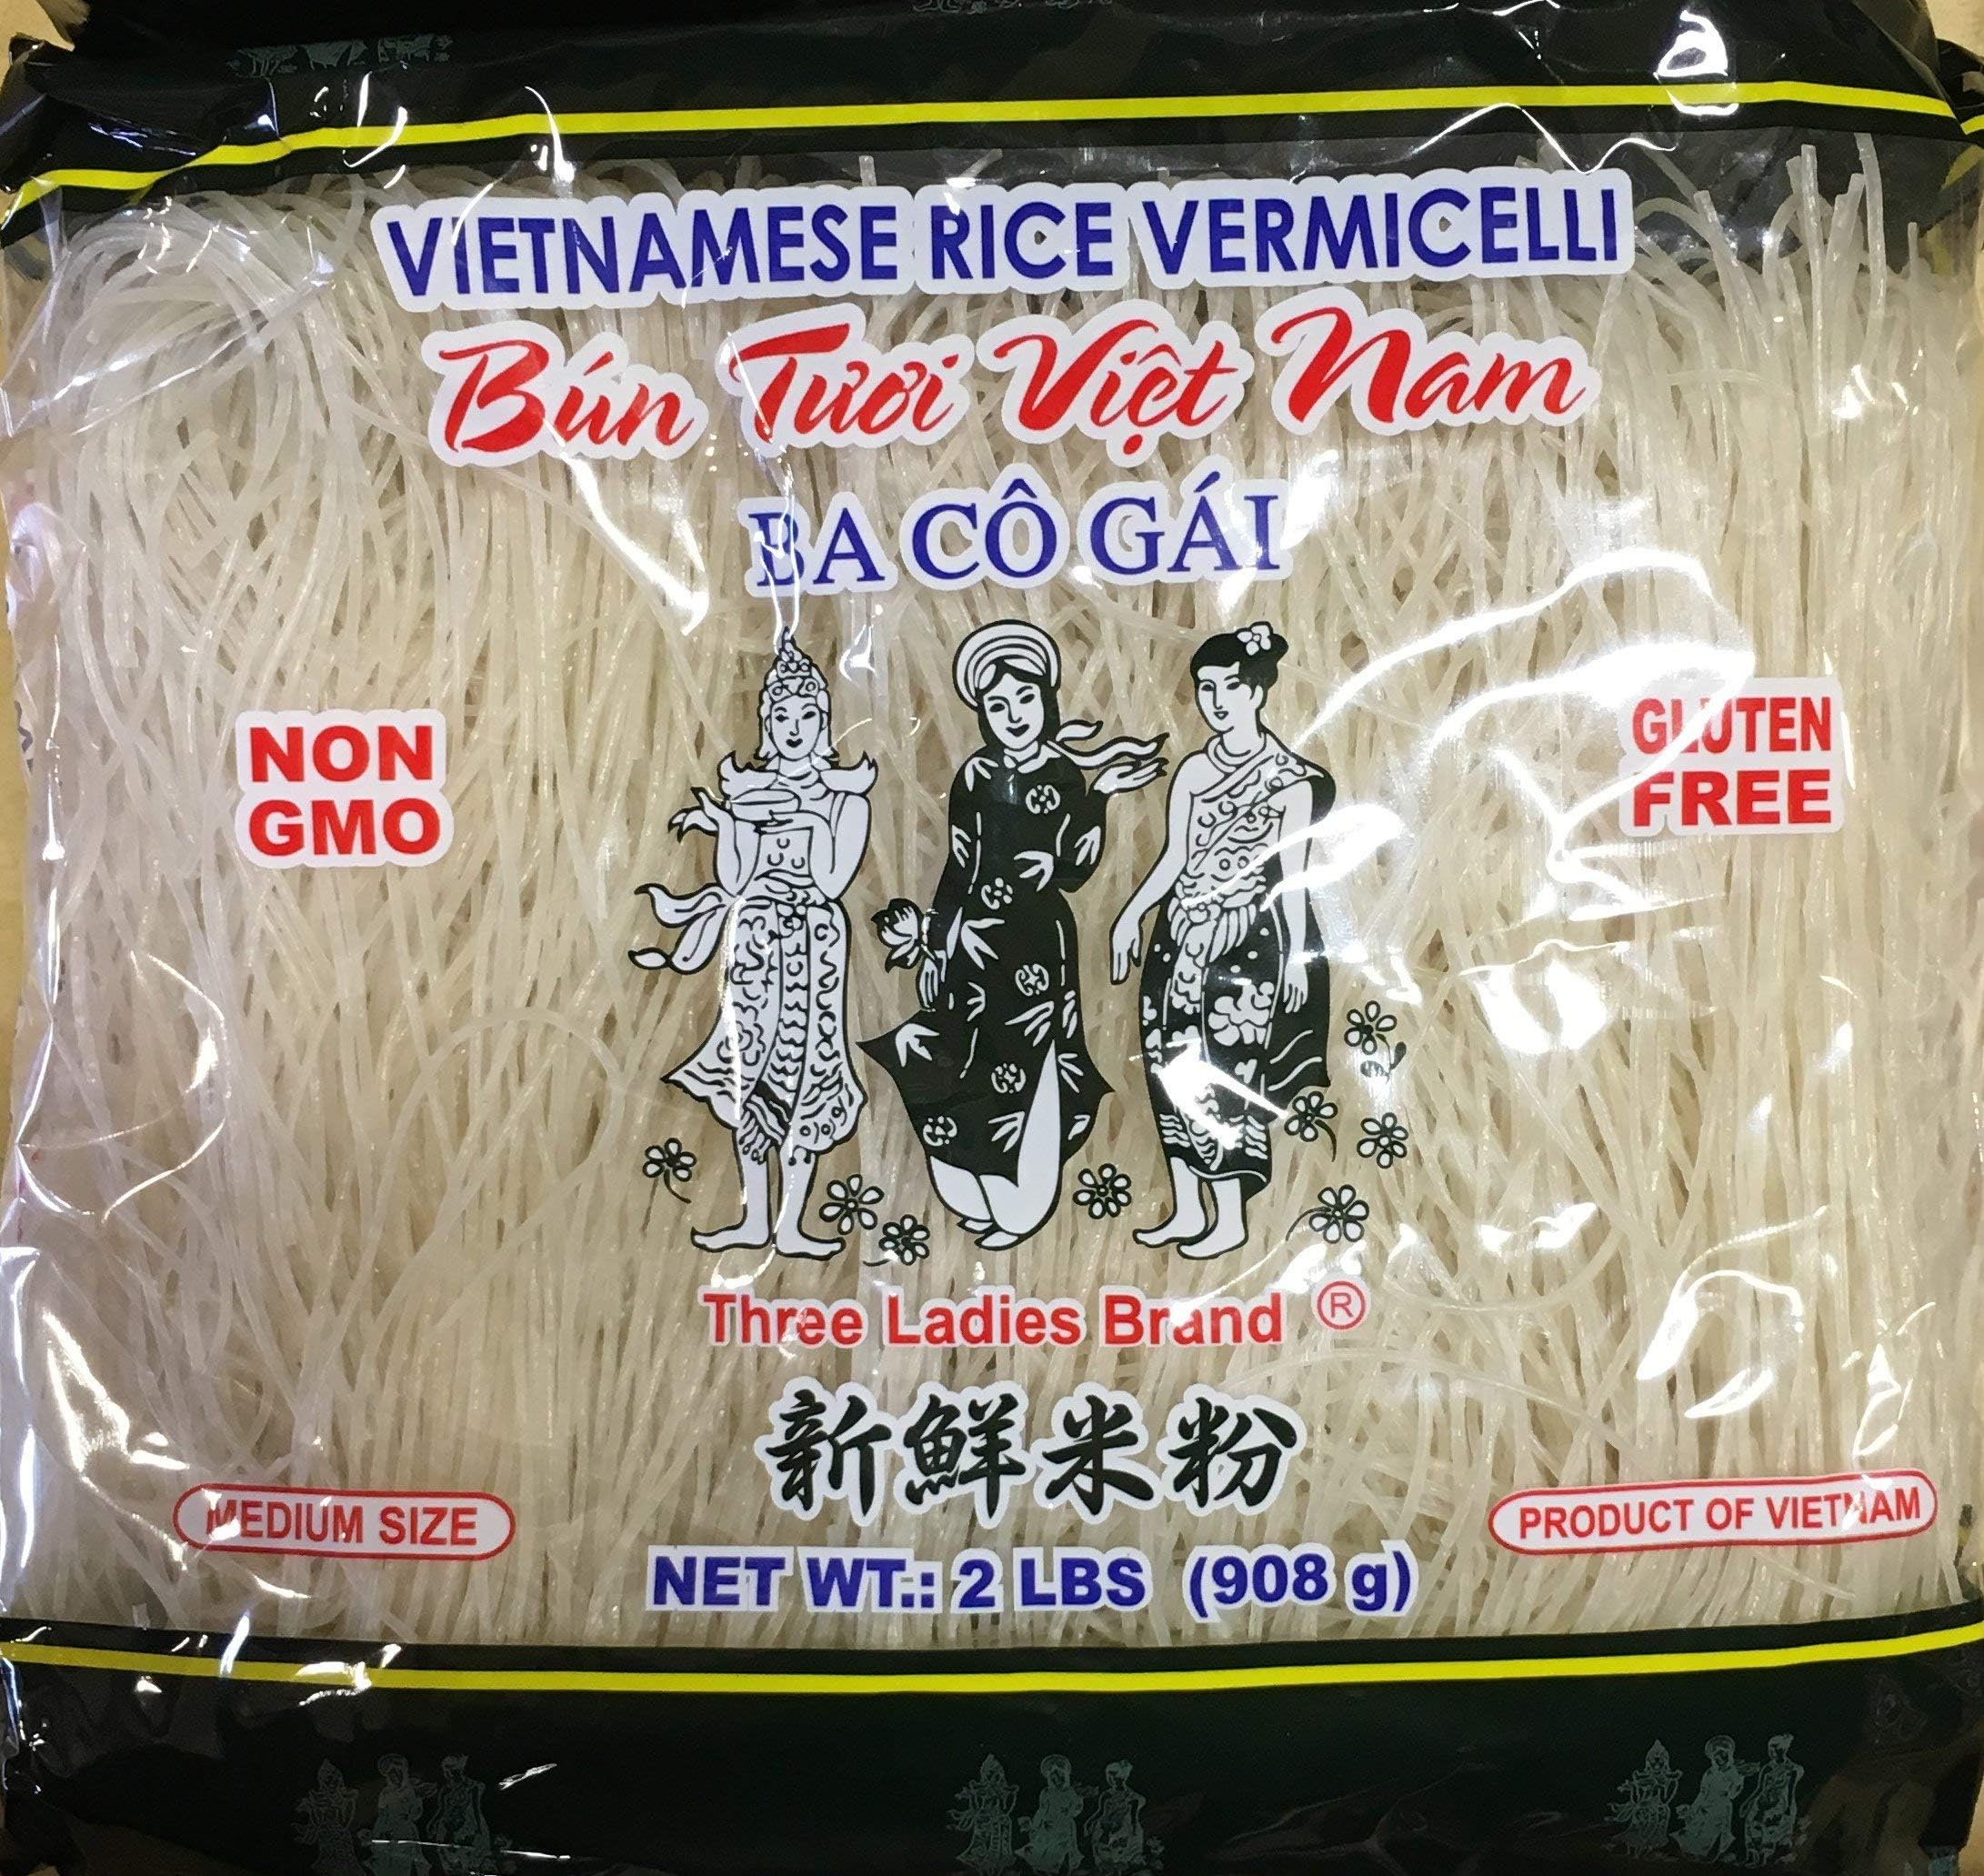 VIETNAMESE RICE VERMICELLI
Bún Tươi Việt Nam
BA CÔ GÁI
NON
GMO
GLUTEN
FREE
Three Ladies Brand ®
新鮮米粉
MEDIUM SIZE
PRODUCT OF VIETNAM
NET WT.: 2 LBS (908 g)